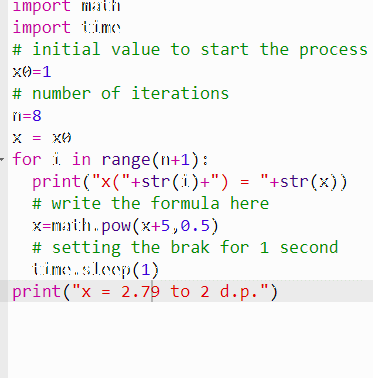 import math
import time
# initial value to start the process
x0=1
# number of iterations
n=8
x = x0
for i in range(n+1):
print("x("+str(i)+") = "+str(x))
# write the formula here
x=math.pow(x+5,0.5)
# setting the brak for 1 second
time.sleep(1)
print("x = 2.79 to 2 d.p.")